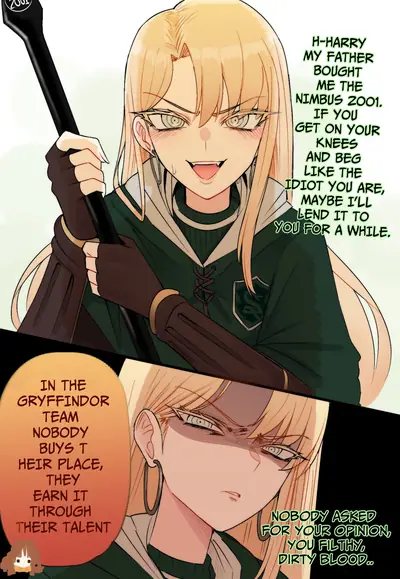 2001
H-HARRY
MY FATHER
BOUGHT
ME THE
NIMBUS 2001.
IF YOU
GET ON YOUR
KNEES
AND BEG
LIKE THE
IDIOT YOU ARE,
MAYBE I'LL
LEND IT TO
YOU FOR A WHILE.
IN THE
GRYFFINDOR
TEAM
NOBODY
BUYS T
HEIR PLACE,
THEY
EARN IT
THROUGH
THEIR TALENT
NOBODY ASKED
FOR YOUR OPINION,
YOU FILTHY,
DIRTY BLOOD..